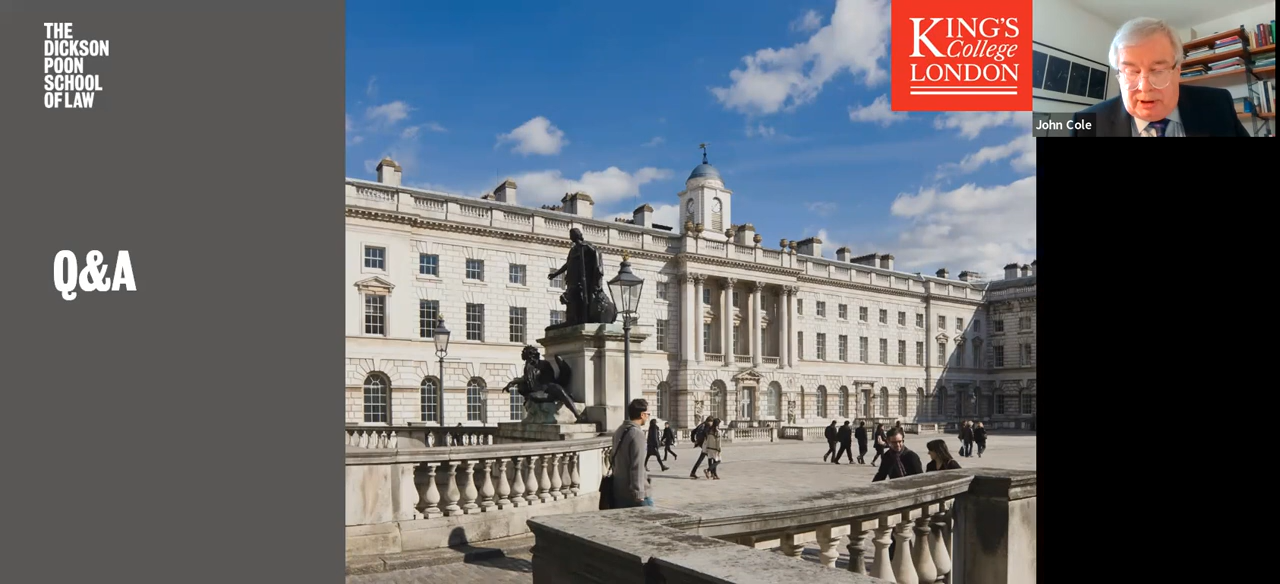 THE
DICKSON
POON
SCHOOL
OF LAW
Q&A
KING'S
College
LONDON
John Cole